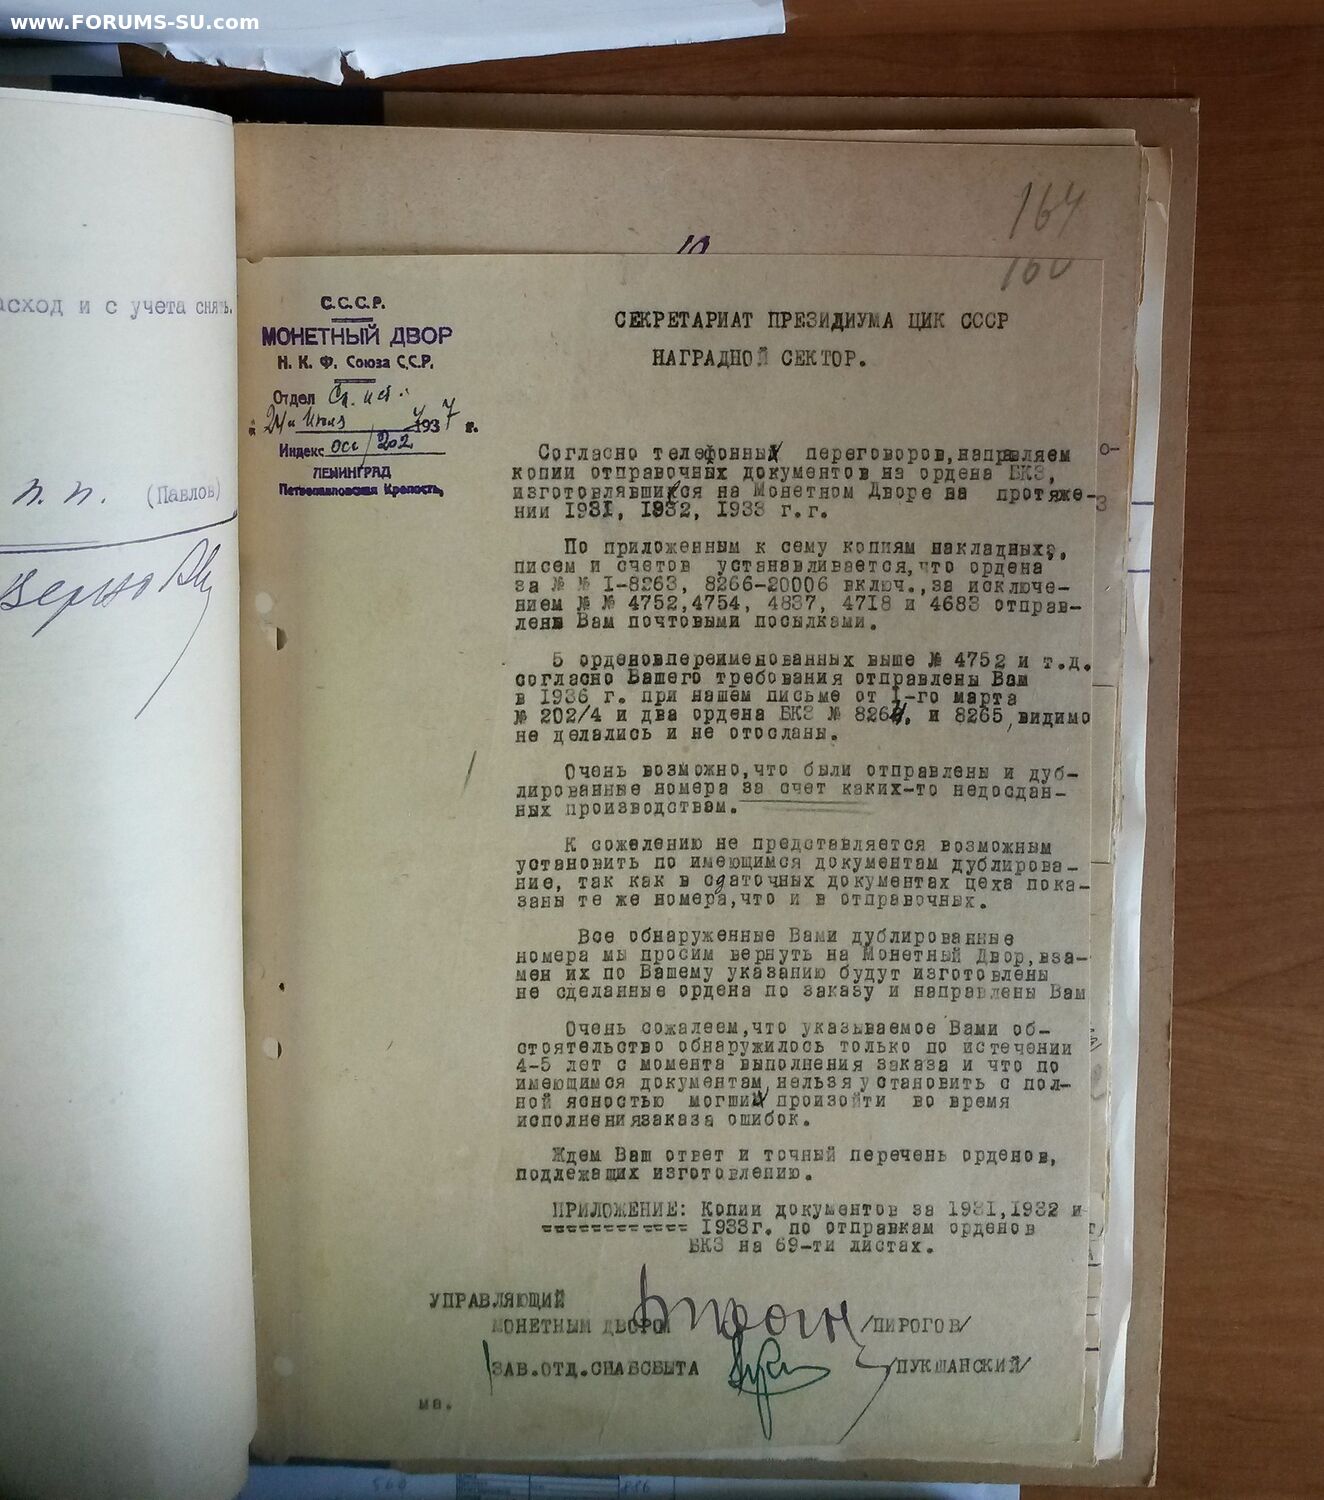 www.FORUMS-SU.com
164
160
С.С.С.Р.
МОНЕТНЫЙ ДВОР
Н. К. Ф. Союза С.С.Р.
Отдел
1937 г.
Индекс осс/202
ЛЕНИНГРАД
Петропавловская Крепость,
СЕКРЕТАРИАТ ПРЕЗИДИУМА ЦИК СССР
НАГРАДНОЙ СЕКТОР.
асход и с учета снять.
п. п. (Павлов)
верно
Согласно телефонных переговоров,направляем
копии отправочных документов на ордена БКЗ,
изготовлявшихся на Монетном Дворе на протяже-
нии 1931, 1932, 1933 г.г.
По приложенным к сему копиям накладных,
писем и счетов устанавливается,что ордена
за № № I-8263, 8266-20006 включ.,за исключе-
нием № № 4752,4754, 4837, 4718 и 4683 отправ-
лены Вам почтовыми посылками.
5 орденовпереименованных выше № 4752 и т.д.
согласно Вашего требования отправлены Вам
в 1936 г. при нашем письме от I-го марта
№ 202/4 и два ордена БКЗ № 8264, и 8265,видимо
не делались и не отосланы.
Очень возможно,что были отправлены и дуб-
лированные номера за счет каких-то недосдан-
ных производствам.
К сожелению не представляется возможным
установить по имеющимся документам дублирова-
ние, так как в сдаточных документах цеха пока-
заны те же номера,что и в отправочных.
Все обнаруженные Вами дублированные
номера мы просим вернуть на Монетный Двор,вза-
мен их по Вашему указанию будут изготовлены
не сделанные ордена по заказу и направлены Вам
Очень сожалеем,что указываемое Вами об-
стоятельство обнаружилось только по истечении
4-5 лет с момента выполнения заказа и что по
имеющимся документам,нельзя установить с пол-
ной ясностью могших произойти во время
исполнениязаказа ошибок.
Ждем Ваш ответ и точный перечень орденов,
подлежащих изготовлению.
ПРИЛОЖЕНИЕ: Копии документов за 1931,1932 и
1933г. по отправкам орденов
БКЗ на 69-ти листах.
УПРАВЛЯЮЩИЙ
МОНЕТНЫМ ДВОРОМ /ПИРОГОВ/
ЗАВ.ОТД.СНАБСБЫТА /ПУКШАНСКИЙ/
ма.